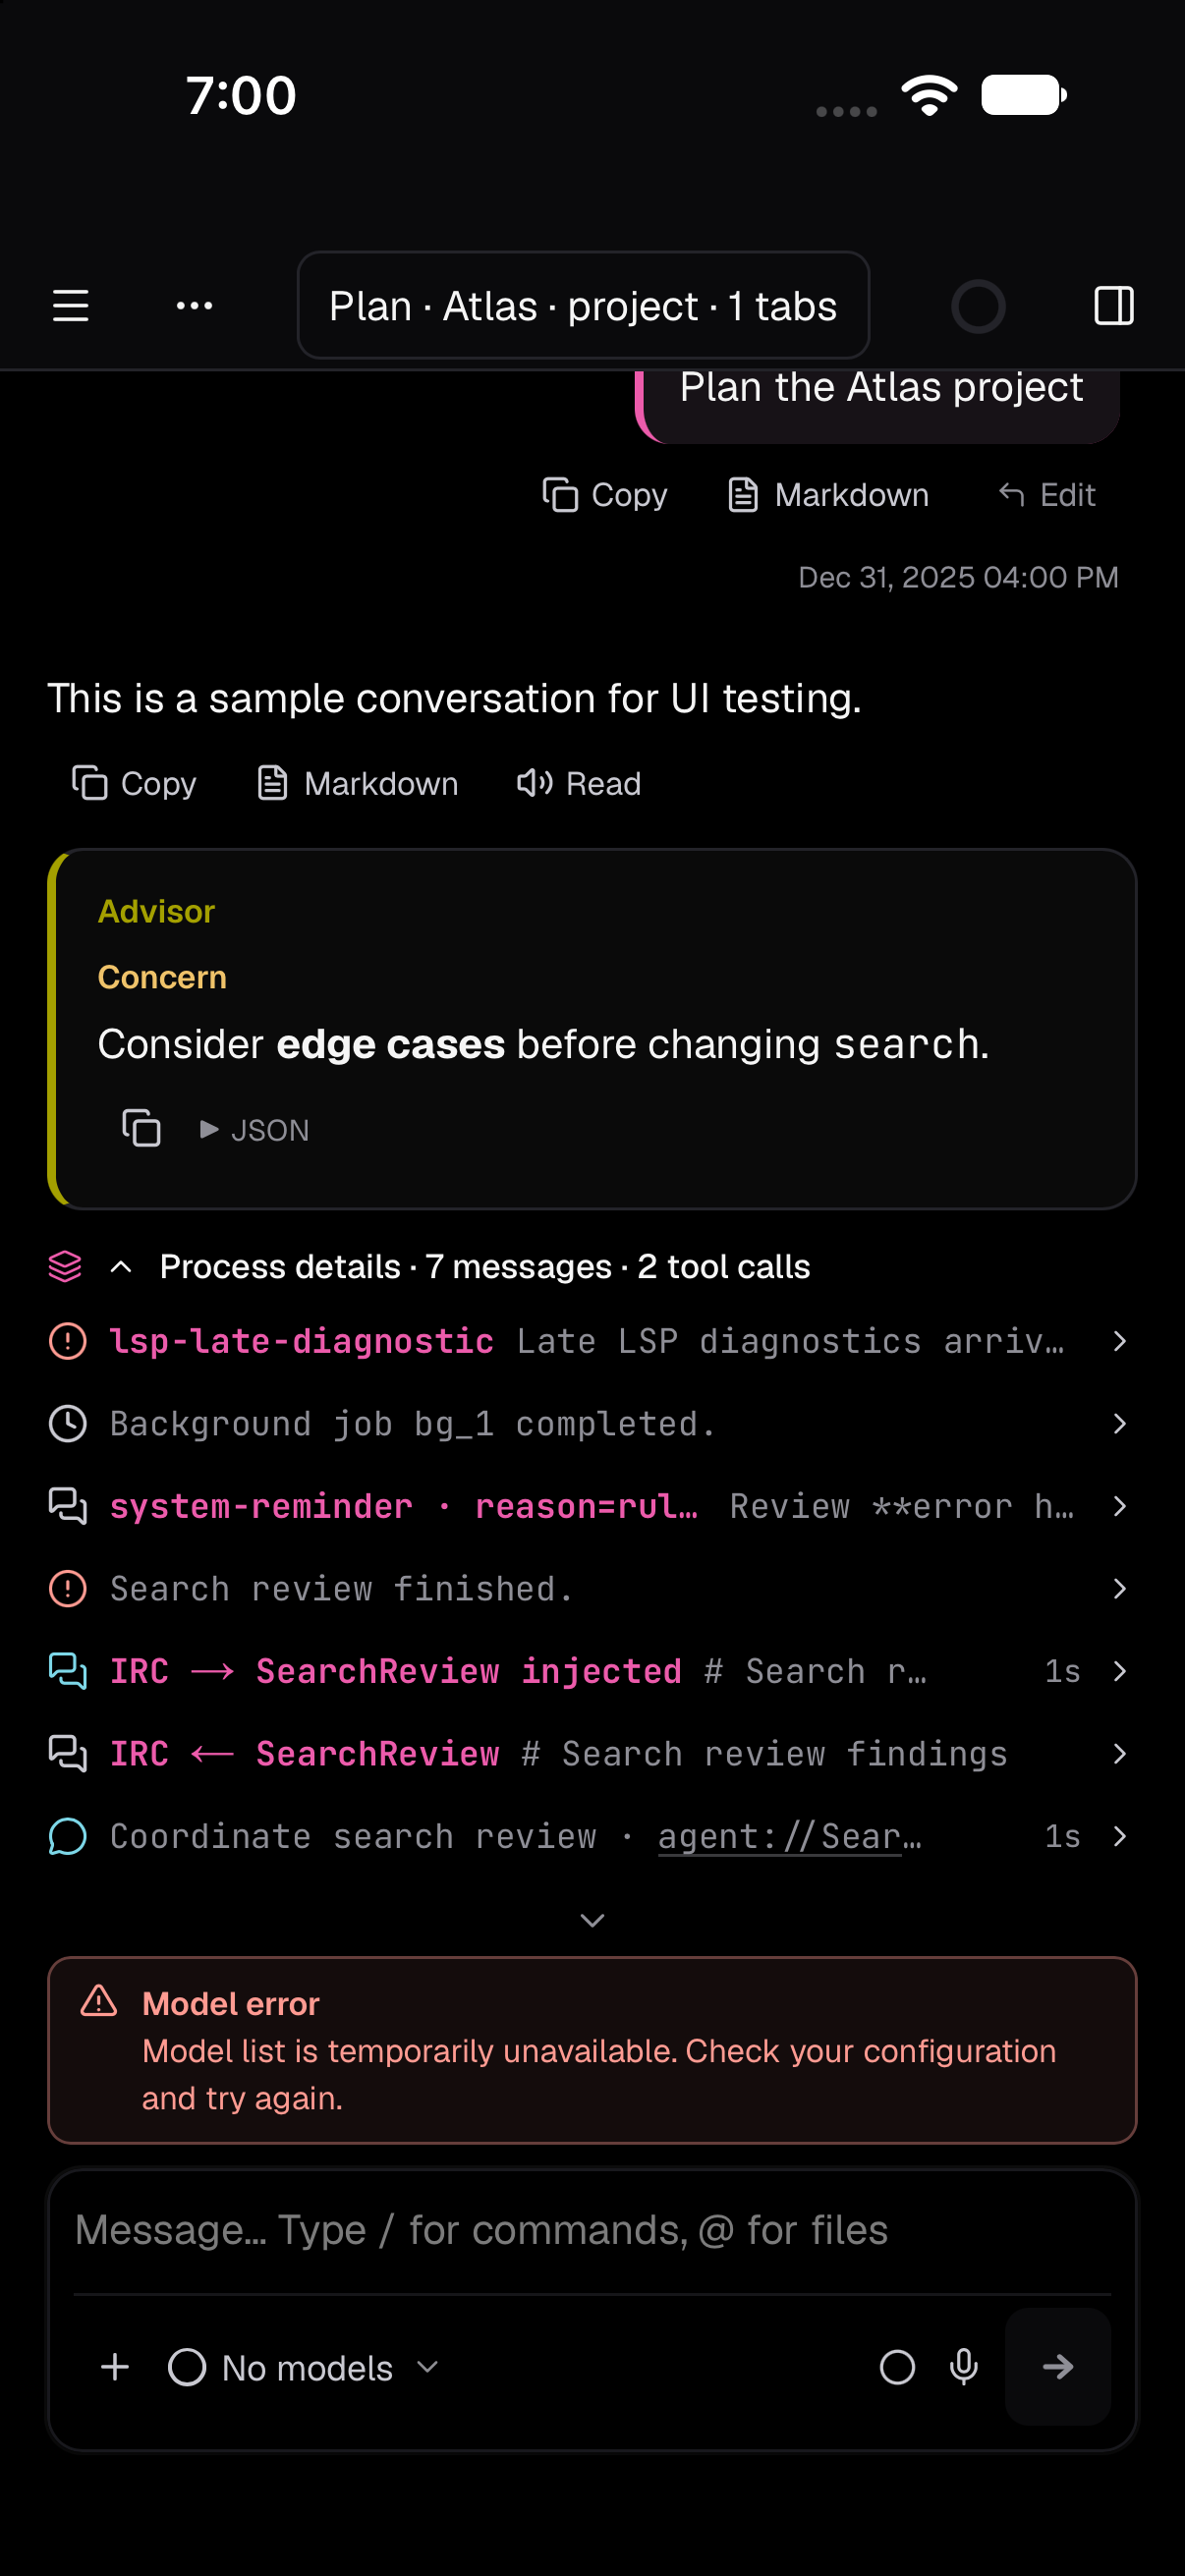 7:00
Plan · Atlas · project · 1 tabs
Plan the Atlas project
Copy Markdown Edit
Dec 31, 2025 04:00 PM
This is a sample conversation for UI testing.
Copy Markdown Read
Advisor
Concern
Consider edge cases before changing search.
JSON
Process details · 7 messages · 2 tool calls
lsp-late-diagnostic Late LSP diagnostics arriv…
Background job bg_1 completed.
system-reminder · reason=rul… Review **error h…
Search review finished.
IRC ⟶ SearchReview injected # Search r… 1s
IRC ⟵ SearchReview # Search review findings
Coordinate search review · agent://Sear… 1s
Model error
Model list is temporarily unavailable. Check your configuration
and try again.
Message... Type / for commands, @ for files
No models